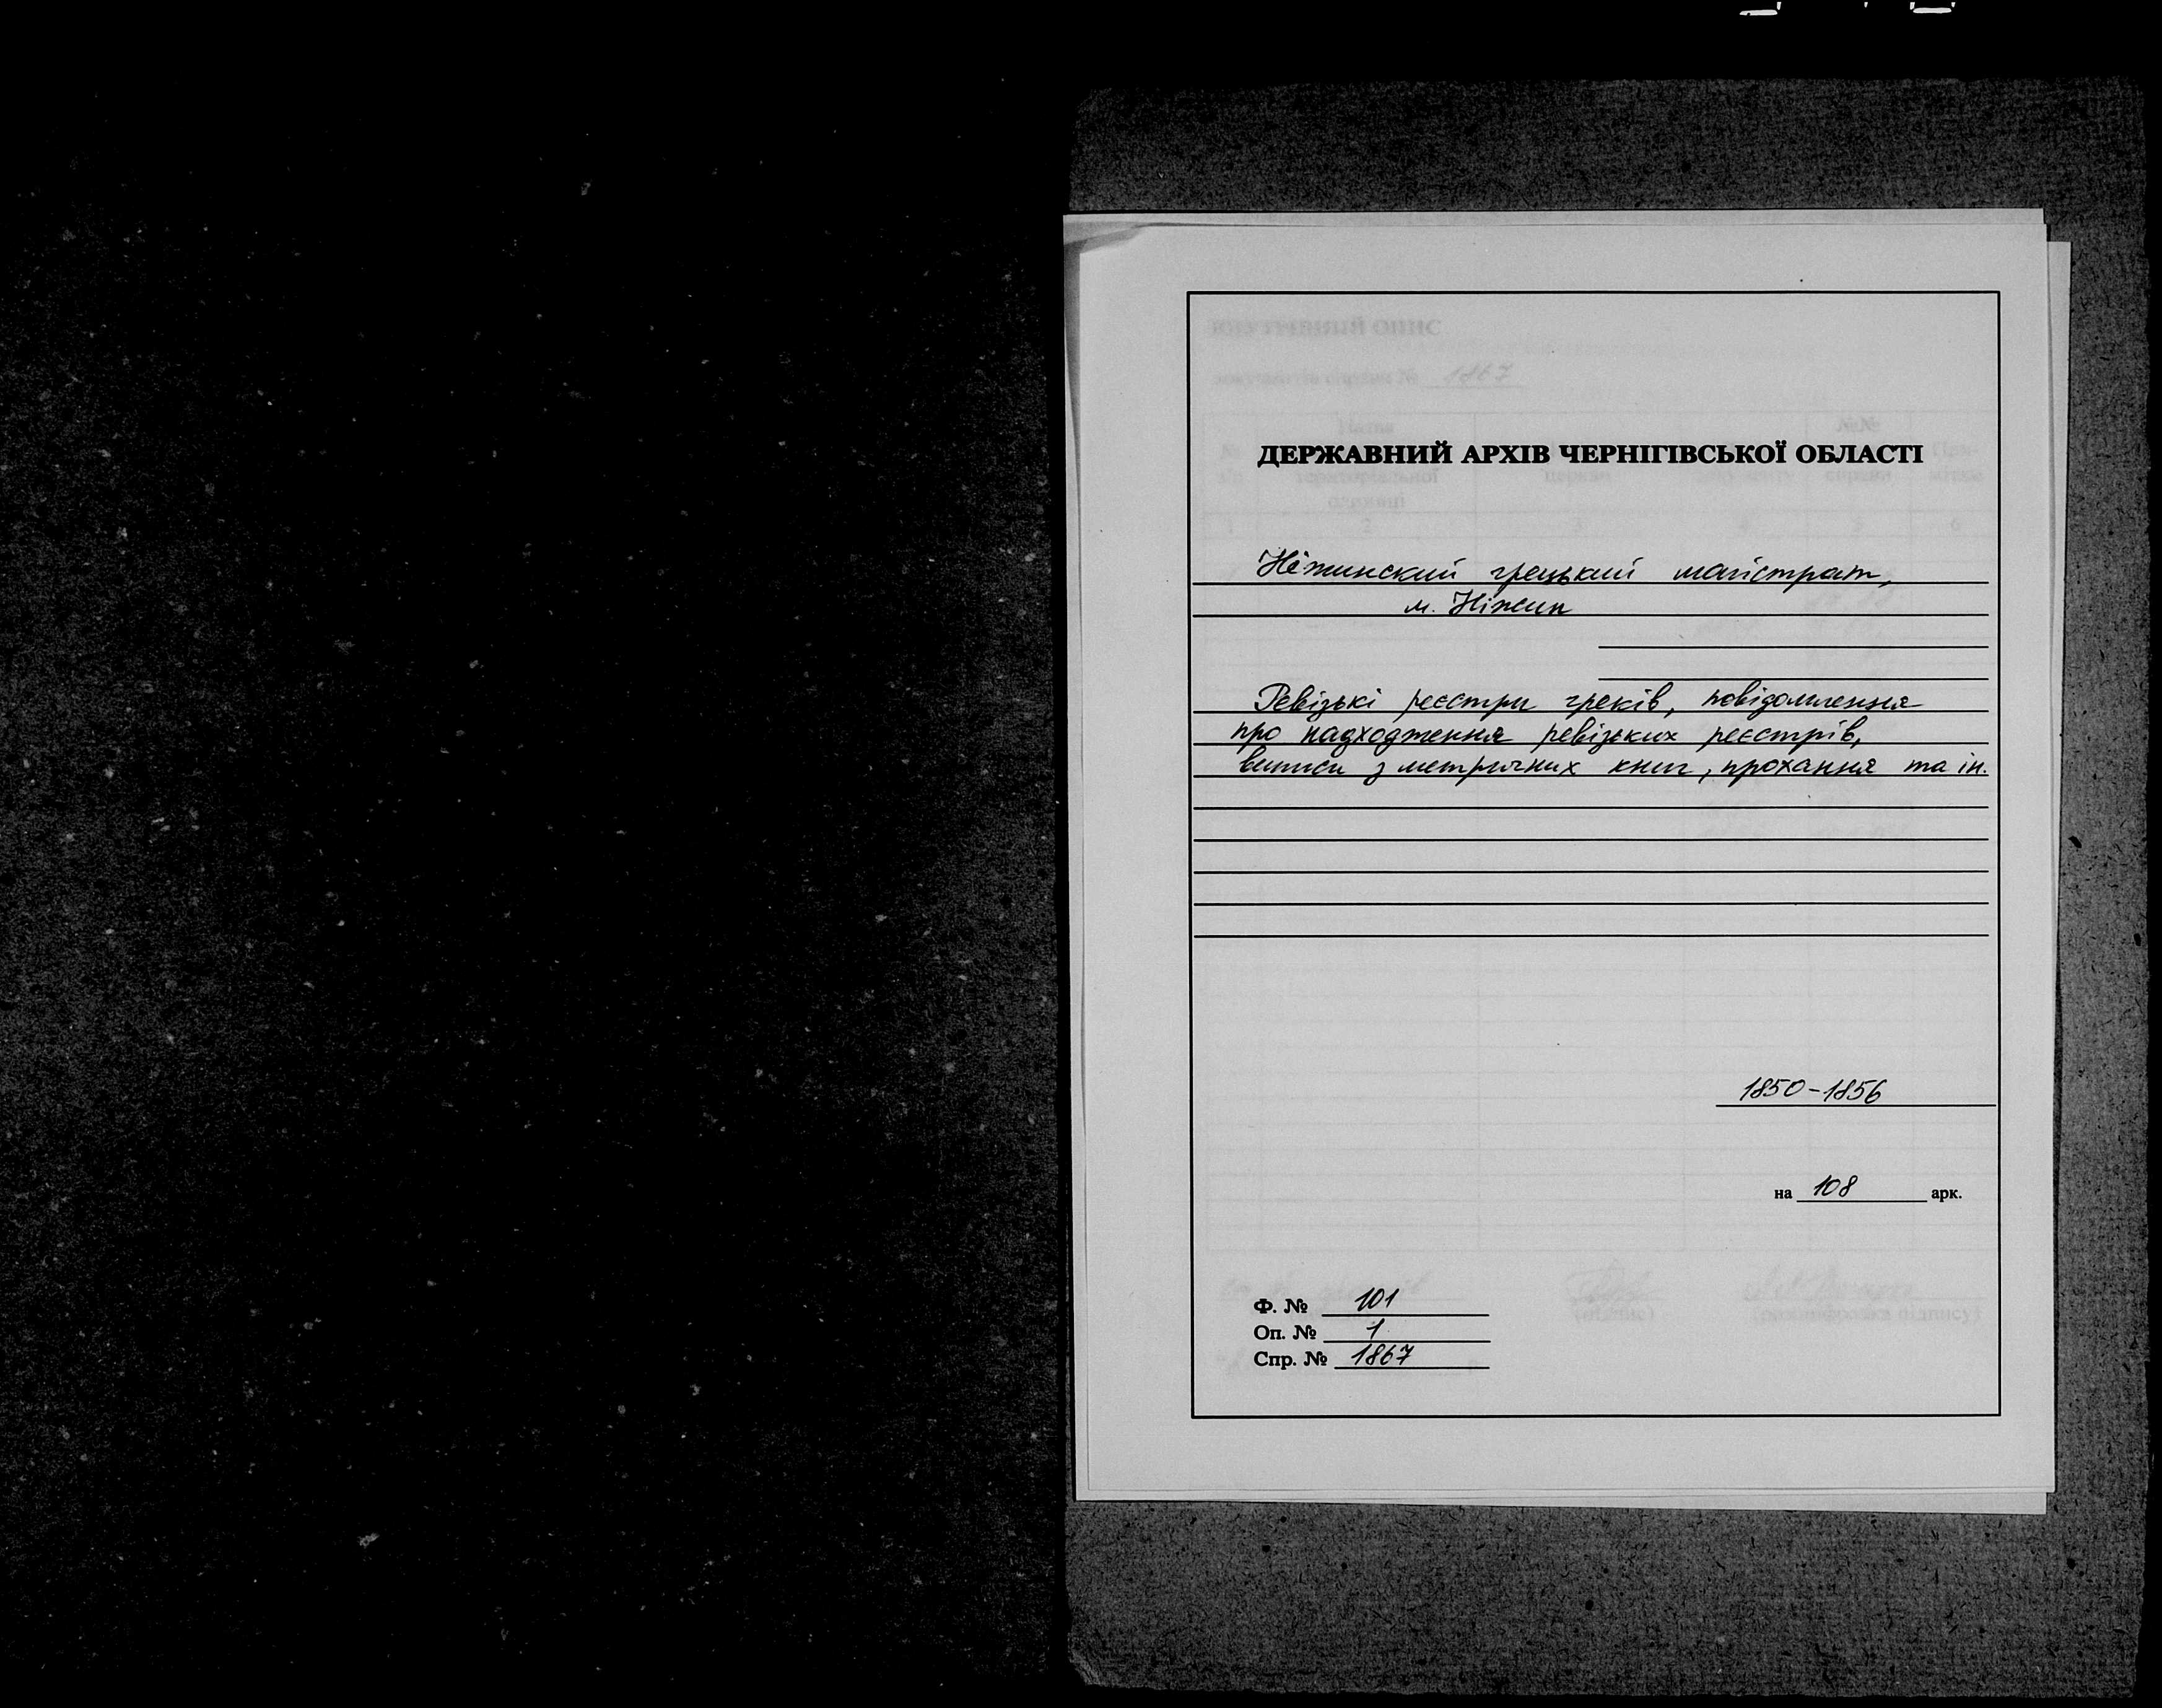 ДЕРЖАВНИЙ АРХІВ ЧЕРНІГІВСЬКОЇ ОБЛАСТІ
Ніжинский грецький магістрат,
м. Ніжин
Ревізькі реєстри греків, повідомлення
про надходження ревізьких реєстрів,
виписи з метричних книг, прохання та ін.
1850-1856
на 108 арк.
Ф. № 101
Оп. № 1
Спр. № 1867